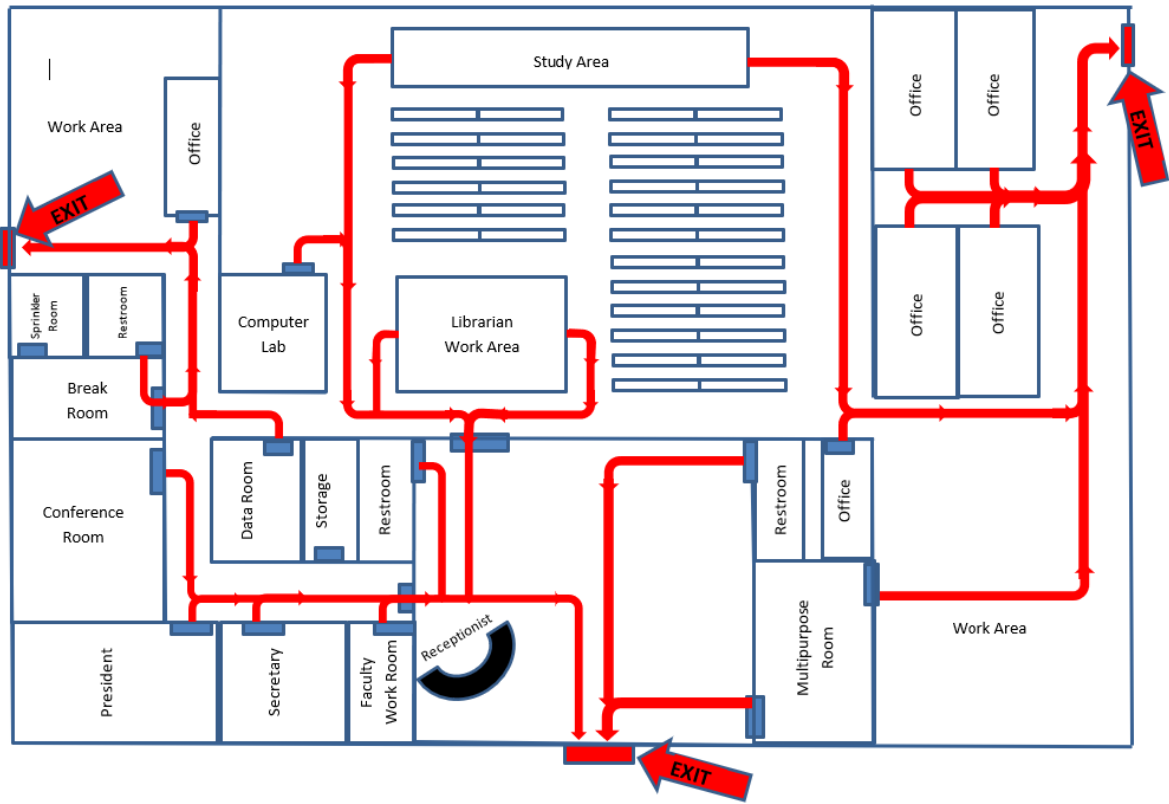 Study Area
Office
Office
EXIT
Work Area
Office
EXIT
Sprinkler
Room
Restroom
Computer
Lab
Librarian
Work Area
Office
Office
Break
Room
Conference
Room
Data Room
Storage
Restroom
Restroom
Office
Receptionist
President
Secretary
Faculty
Work Room
Multipurpose
Room
Work Area
EXIT